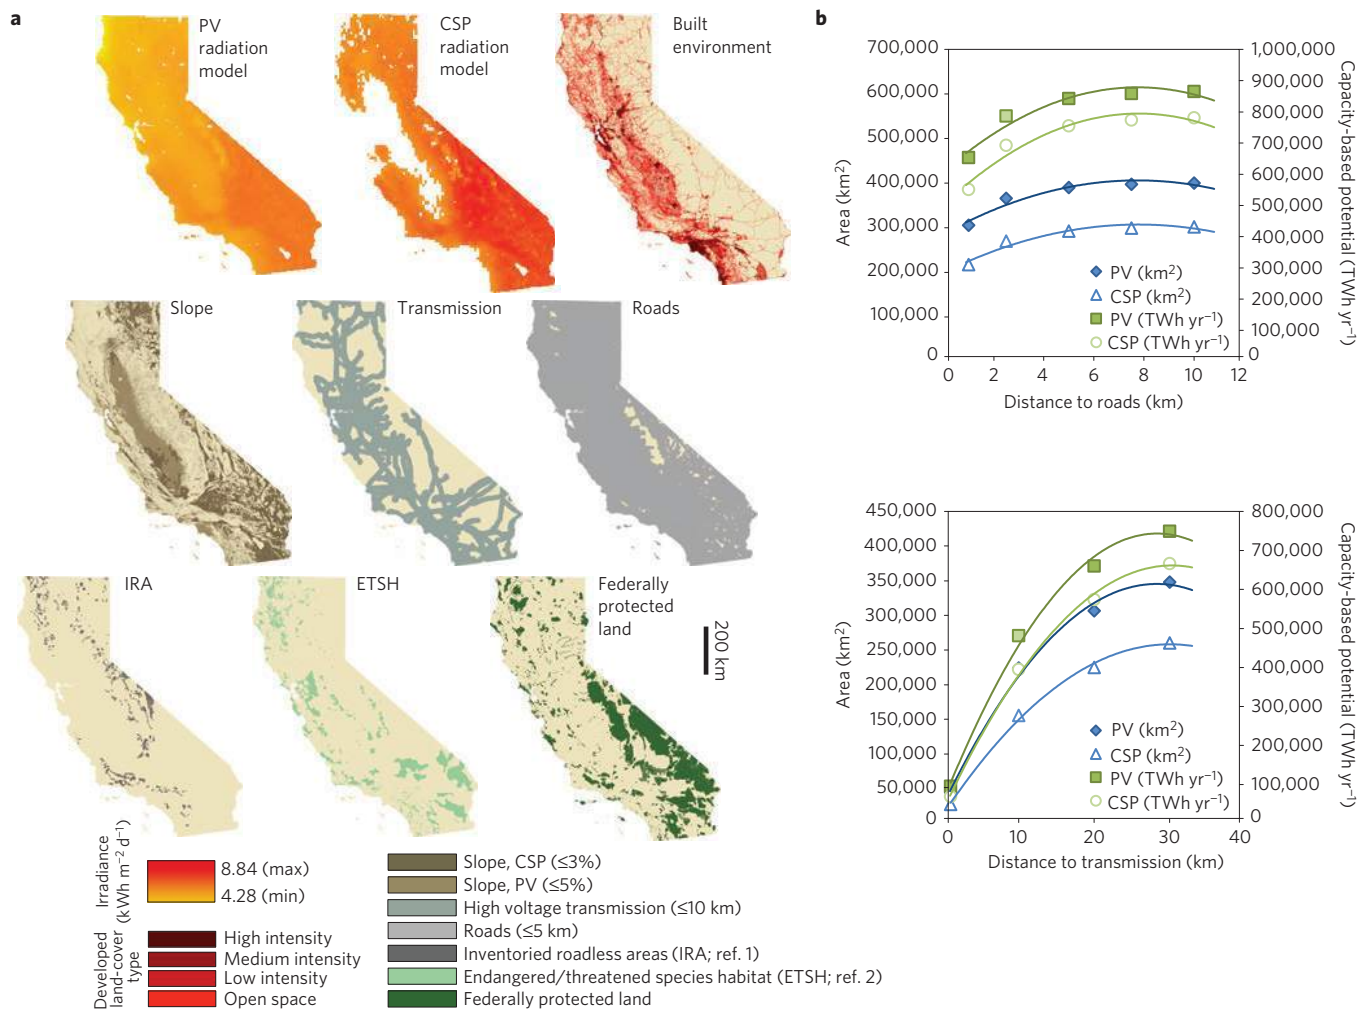 a
PV
radiation
model
CSP
radiation
model
Built
environment
Slope
Transmission
Roads
IRA
ETSH
Federally
protected
land
200 km
Irradiance
(kWh m⁻² d⁻¹)
8.84 (max)
4.28 (min)
Developed
land-cover
type
High intensity
Medium intensity
Low intensity
Open space
Slope, CSP (≤3%)
Slope, PV (≤5%)
High voltage transmission (≤10 km)
Roads (≤5 km)
Inventoried roadless areas (IRA; ref. 1)
Endangered/threatened species habitat (ETSH; ref. 2)
Federally protected land
b
Area (km²)
700,000
600,000
500,000
400,000
300,000
200,000
100,000
0
1,000,000
900,000
800,000
700,000
600,000
500,000
400,000
300,000
200,000
100,000
0
Capacity-based potential (TWh yr⁻¹)
PV (km²)
CSP (km²)
PV (TWh yr⁻¹)
CSP (TWh yr⁻¹)
0 2 4 6 8 10 12
Distance to roads (km)
Area (km²)
450,000
400,000
350,000
300,000
250,000
200,000
150,000
100,000
50,000
0
800,000
700,000
600,000
500,000
400,000
300,000
200,000
100,000
0
Capacity-based potential (TWh yr⁻¹)
PV (km²)
CSP (km²)
PV (TWh yr⁻¹)
CSP (TWh yr⁻¹)
0 10 20 30 40
Distance to transmission (km)